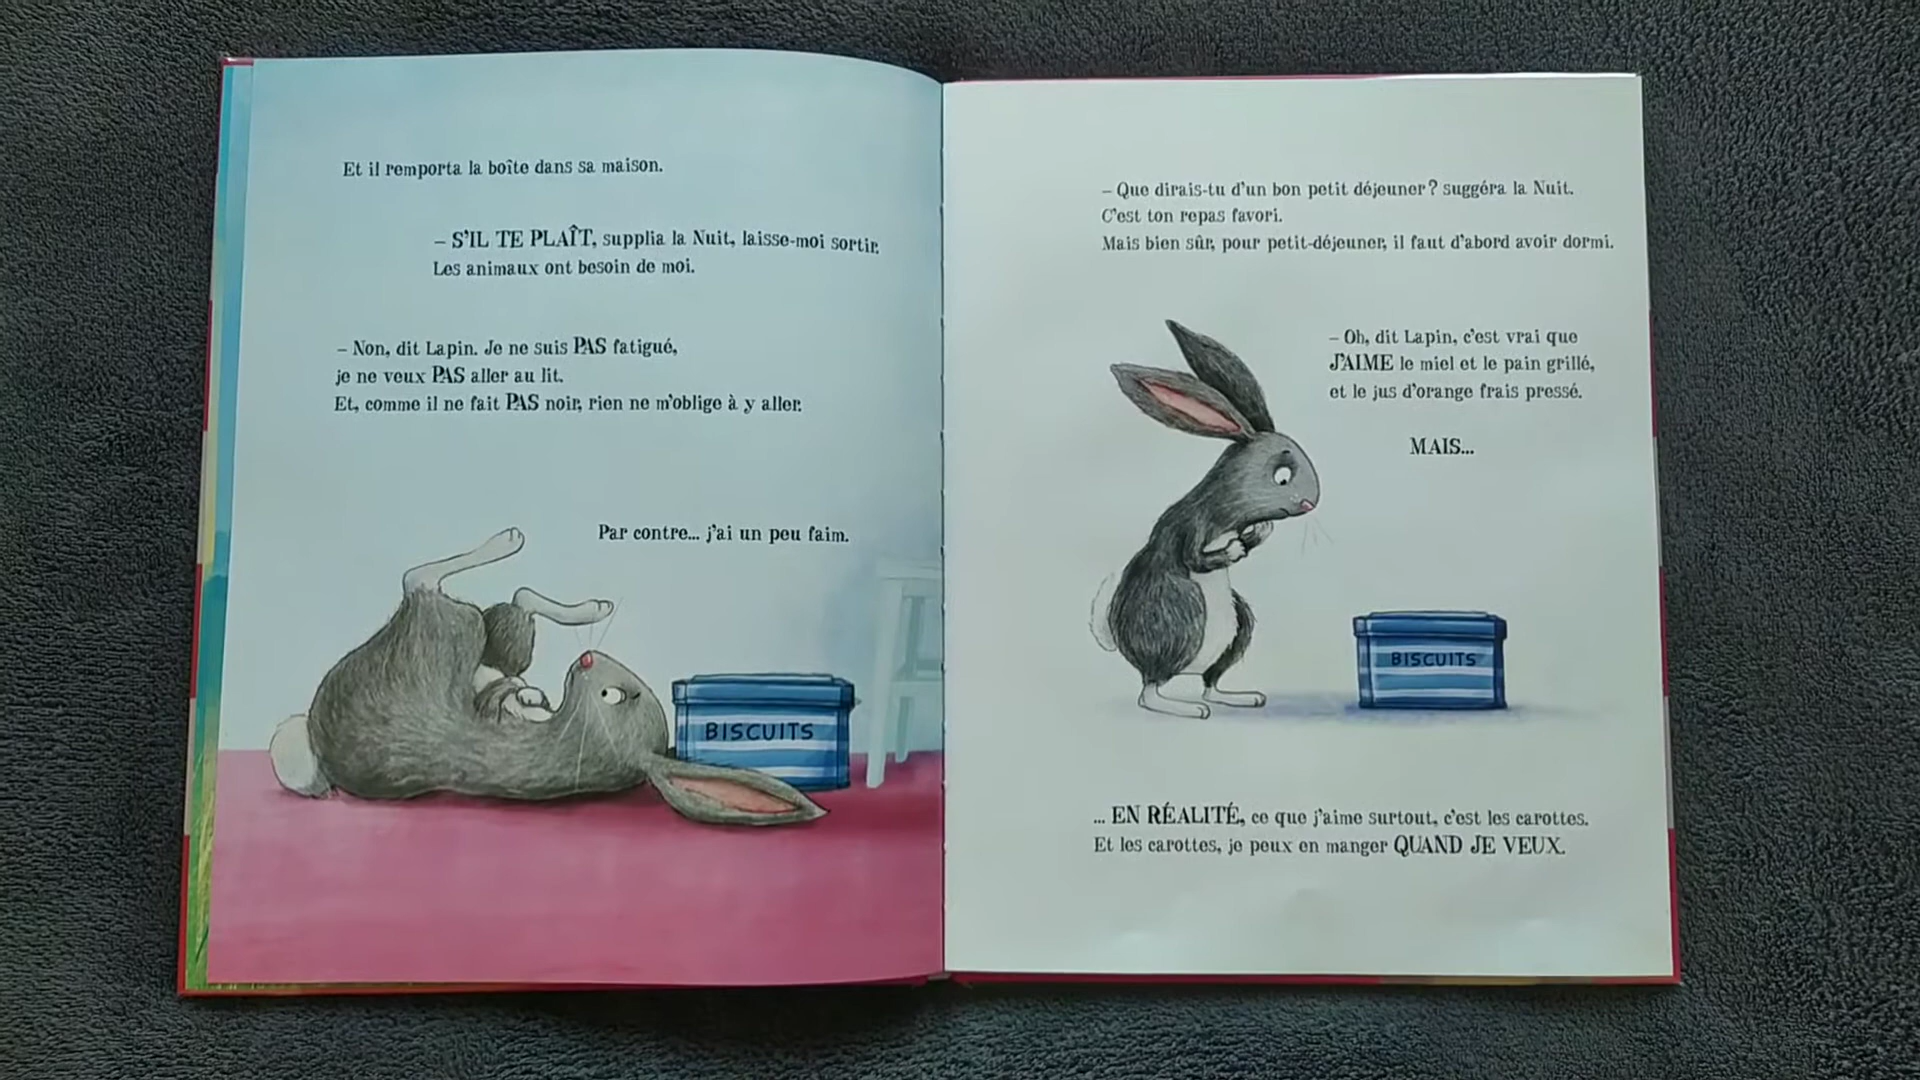 Et il remporta la boîte dans sa maison.
– S'IL TE PLAÎT, supplia la Nuit, laisse-moi sortir.
Les animaux ont besoin de moi.
– Non, dit Lapin. Je ne suis PAS fatigué,
je ne veux PAS aller au lit.
Et, comme il ne fait PAS noir, rien ne m'oblige à y aller.
Par contre... j'ai un peu faim.
BISCUITS
– Que dirais-tu d'un bon petit déjeuner ? suggéra la Nuit.
C'est ton repas favori.
Mais bien sûr, pour petit-déjeuner, il faut d'abord avoir dormi.
– Oh, dit Lapin, c'est vrai que
J'AIME le miel et le pain grillé,
et le jus d'orange frais pressé.
MAIS...
BISCUITS
... EN RÉALITÉ, ce que j'aime surtout, c'est les carottes.
Et les carottes, je peux en manger QUAND JE VEUX.